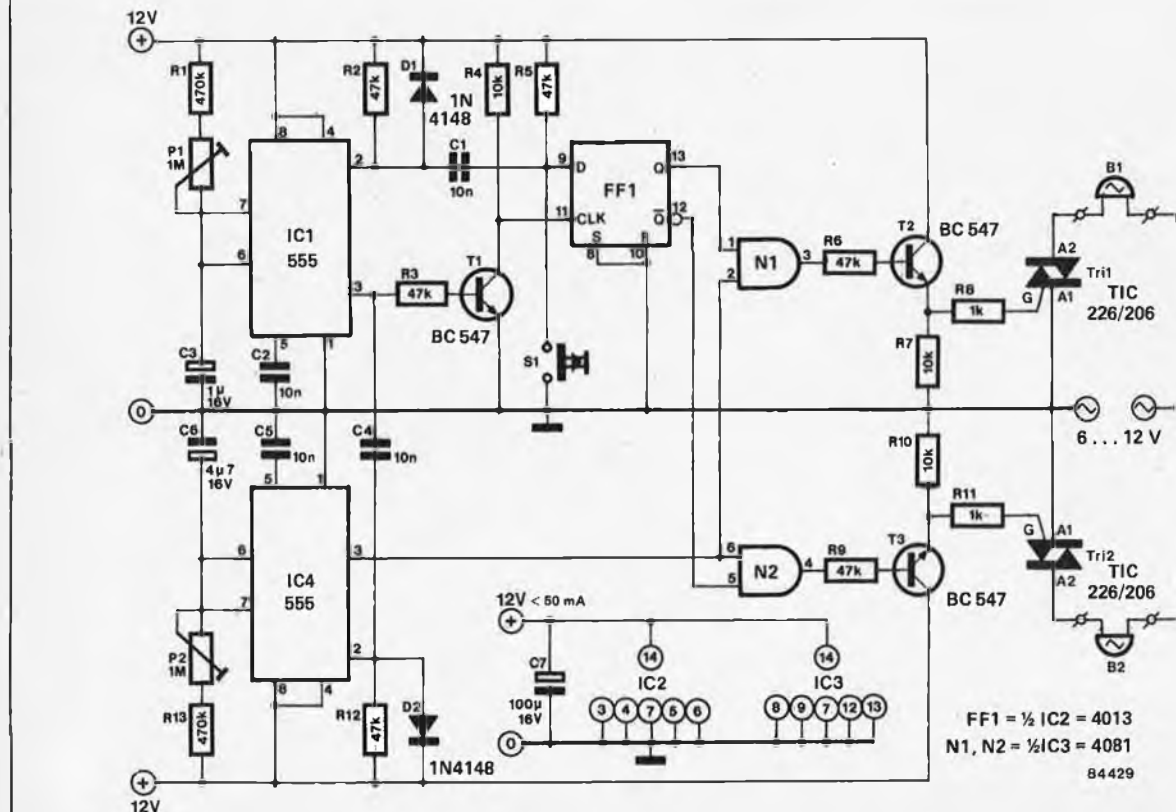 12V
+
R1
470k
P1
1M
8
4
R2
47k
D1
1N
4148
C1
10n
R4
10k
R5
47k
2
7
6
IC1
555
3
5
1
R3
47k
T1
BC 547
9
D
Q
13
FF1
12
Q
11
CLK
S
R
8
10
S1
1
2
N1
3
R6
47k
T2
BC 547
R8
1k
R7
10k
B1
A2
Tri1
G
A1
TIC
226/206
C3
1μ
16V
C2
10n
0
C6
4μ7
16V
C5
10n
C4
10n
6 . . . 12 V
R10
10k
R11
1k
G
A1
Tri2
A2
TIC
226/206
B2
5
1
6
3
IC4
555
7
2
8
4
P2
1M
R13
470k
R12
47k
D2
1N4148
6
5
N2
4
R9
47k
T3
BC 547
12V < 50 mA
+
C7
100μ
16V
0
14
IC2
3 4 7 5 6
14
IC3
8 9 7 12 13
FF1 = ½ IC2 = 4013
N1, N2 = ½IC3 = 4081
84429
+
12V